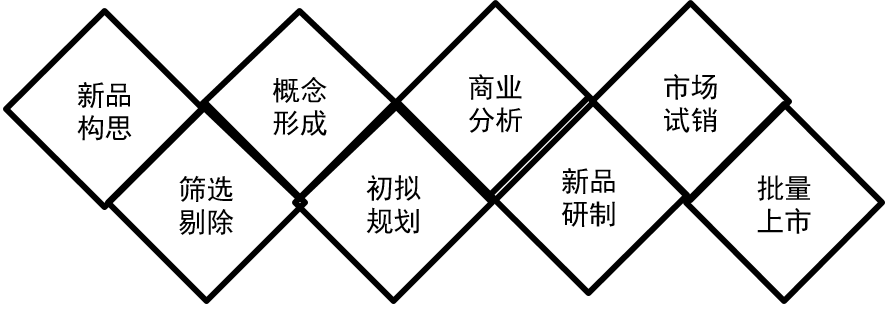 新品
构思
筛选
剔除
概念
形成
初拟
规划
商业
分析
新品
研制
市场
试销
批量
上市